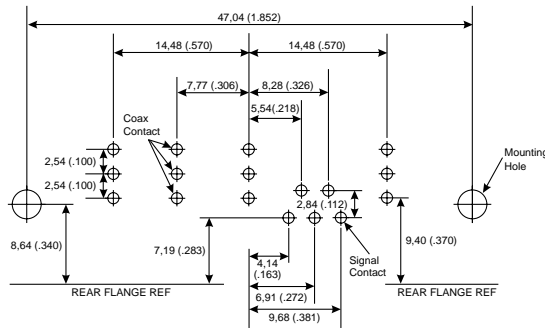 47,04 (1.852)
14,48 (.570)
14,48 (.570)
7,77 (.306)
8,28 (.326)
5,54(.218)
Coax
Contact
2,54 (.100)
2,54 (.100)
Mounting
Hole
2,84 (.112)
8,64 (.340)
7,19 (.283)
9,40 (.370)
4,14
(.163)
Signal
Contact
6,91 (.272)
REAR FLANGE REF
REAR FLANGE REF
9,68 (.381)